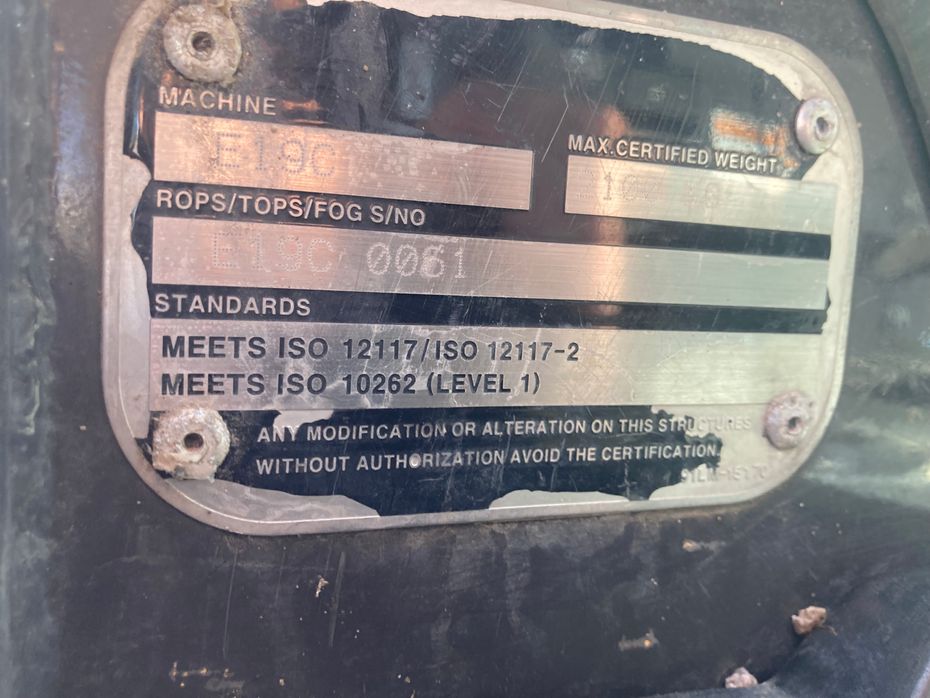 MACHINE
E19C
MAX.CERTIFIED WEIGHT
ROPS/TOPS/FOG S/NO
E19C 0061
STANDARDS
MEETS ISO 12117/ISO 12117-2
MEETS ISO 10262 (LEVEL 1)
ANY MODIFICATION OR ALTERATION ON THIS STRUCTURES
WITHOUT AUTHORIZATION AVOID THE CERTIFICATION.